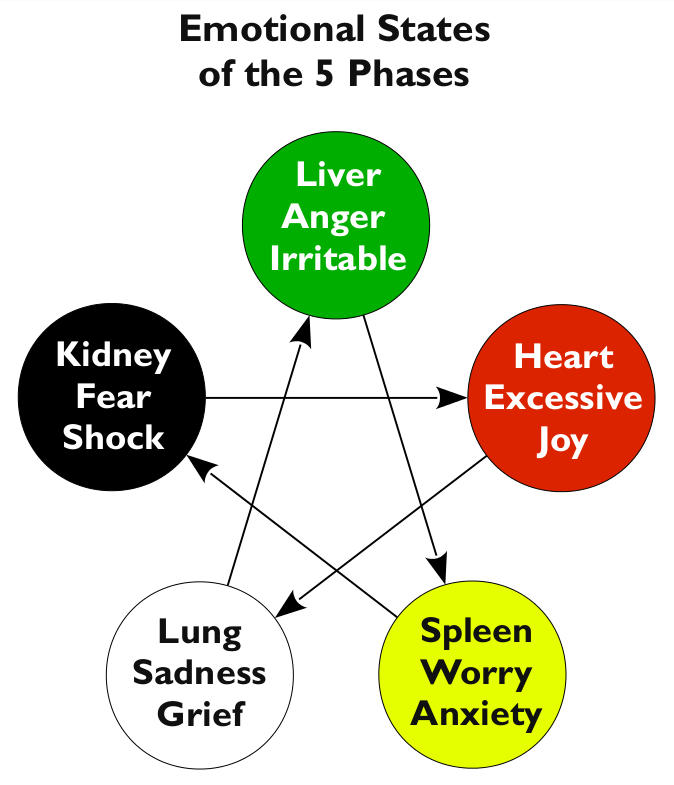 Emotional States
of the 5 Phases
Liver
Anger
Irritable
Kidney
Fear
Shock
Heart
Excessive
Joy
Lung
Sadness
Grief
Spleen
Worry
Anxiety